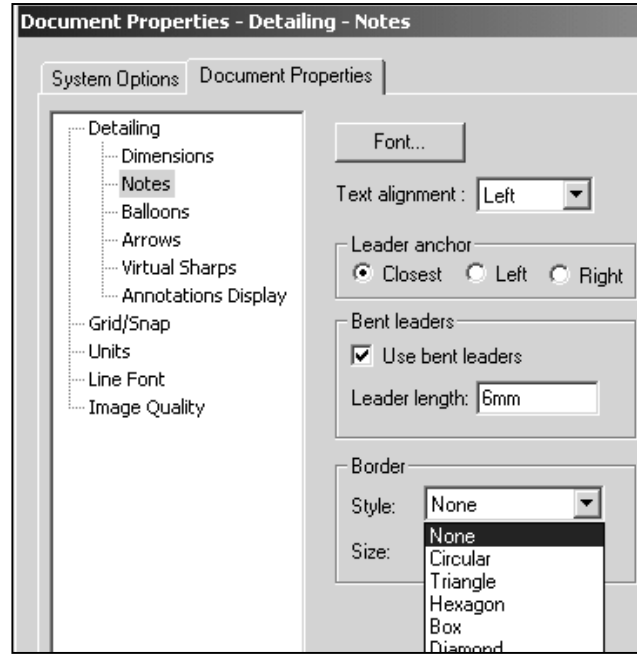 Document Properties - Detailing - Notes
System Options Document Properties
Detailing
Dimensions
Notes
Balloons
Arrows
Virtual Sharps
Annotations Display
Grid/Snap
Units
Line Font
Image Quality
Font...
Text alignment : Left
Leader anchor
Closest Left Right
Bent leaders
Use bent leaders
Leader length: 6mm
Border
Style: None
Size:
None
Circular
Triangle
Hexagon
Box
Diamond